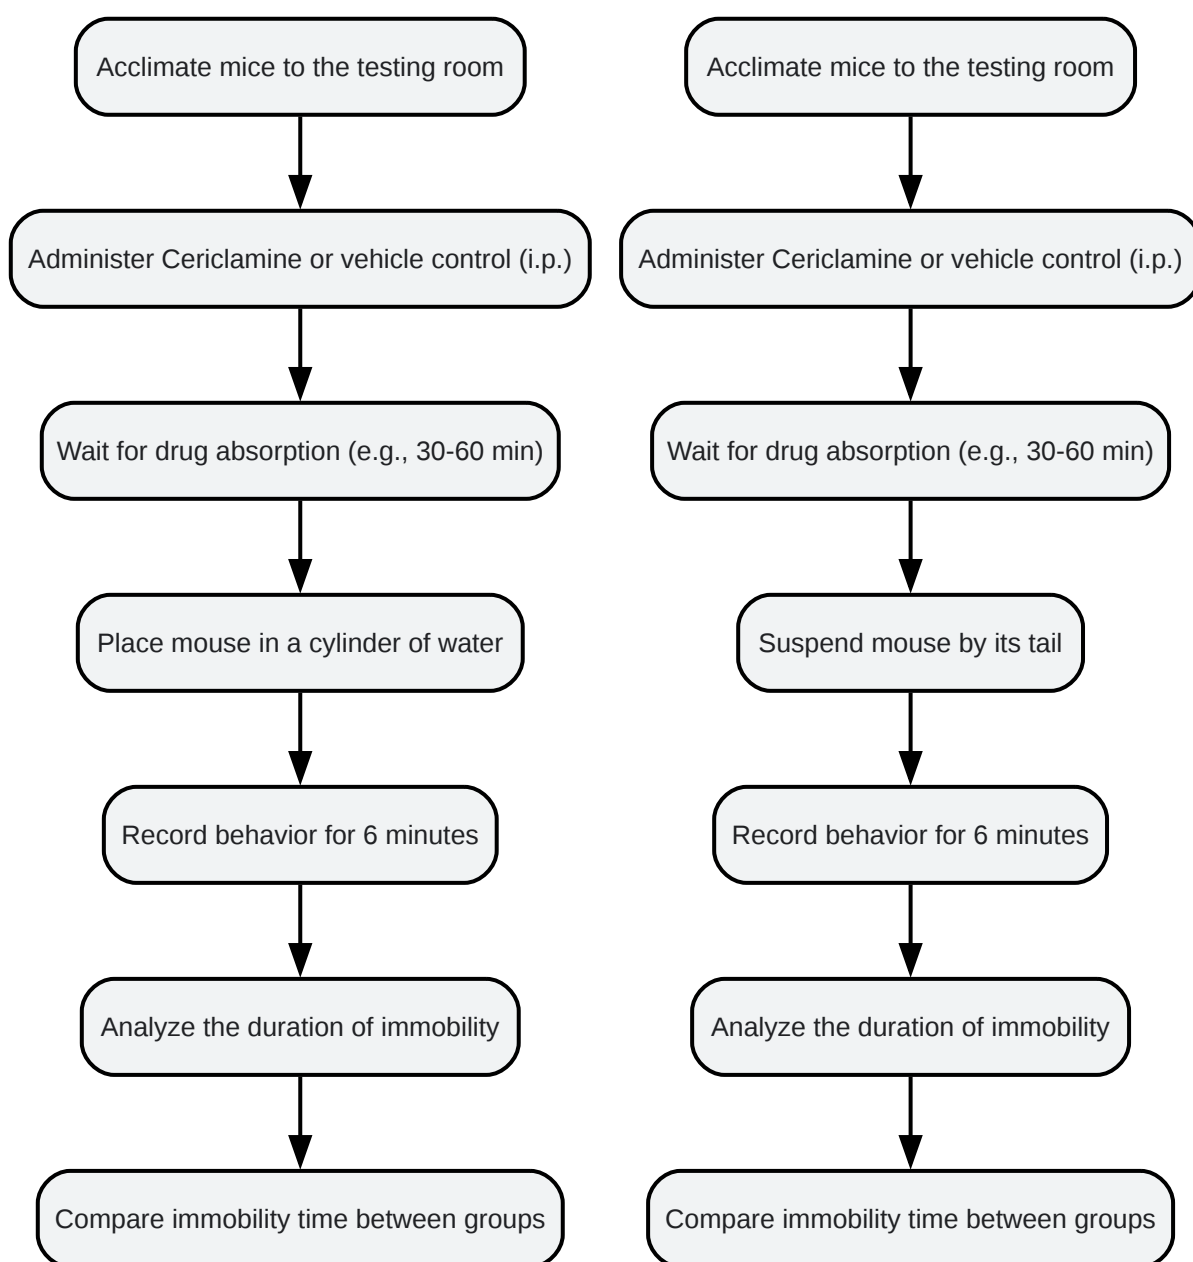 Acclimate mice to the testing room
Administer Cericlamine or vehicle control (i.p.)
Wait for drug absorption (e.g., 30-60 min)
Place mouse in a cylinder of water
Record behavior for 6 minutes
Analyze the duration of immobility
Compare immobility time between groups
Acclimate mice to the testing room
Administer Cericlamine or vehicle control (i.p.)
Wait for drug absorption (e.g., 30-60 min)
Suspend mouse by its tail
Record behavior for 6 minutes
Analyze the duration of immobility
Compare immobility time between groups